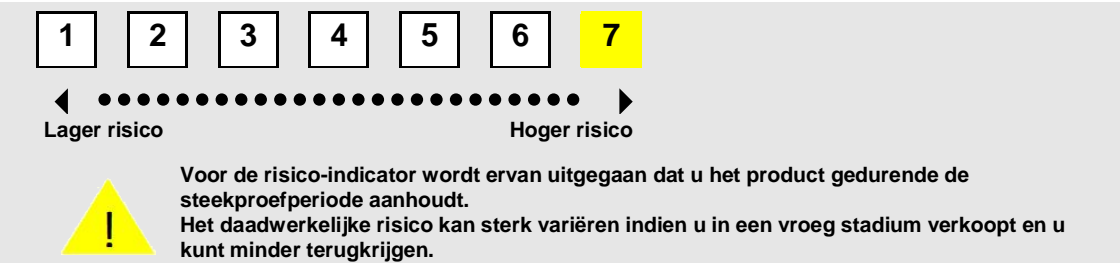 1 2 3 4 5 6 7
Lager risico Hoger risico
Voor de risico-indicator wordt ervan uitgegaan dat u het product gedurende de
steekproefperiode aanhoudt.
Het daadwerkelijke risico kan sterk variëren indien u in een vroeg stadium verkoopt en u
! kunt minder terugkrijgen.